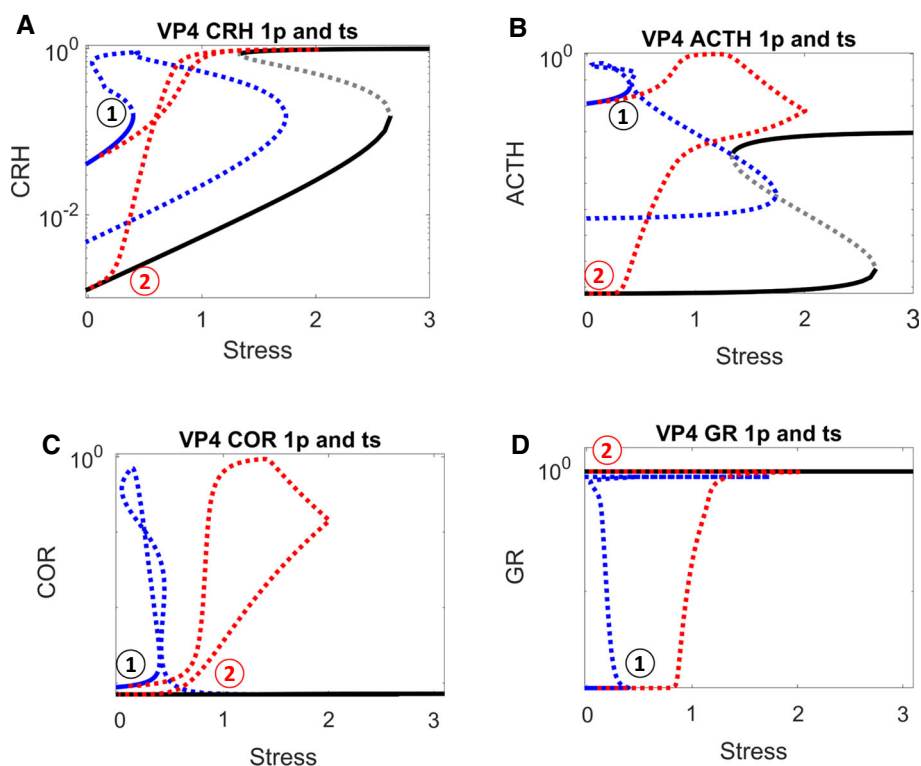 A
VP4 CRH 1p and ts
10^0
10^-2
CRH
1
2
0 1 2 3
Stress
B
VP4 ACTH 1p and ts
10^0
ACTH
1
2
0 1 2 3
Stress
C
VP4 COR 1p and ts
10^0
COR
1
2
0 1 2 3
Stress
D
VP4 GR 1p and ts
2
10^0
GR
1
0 1 2 3
Stress